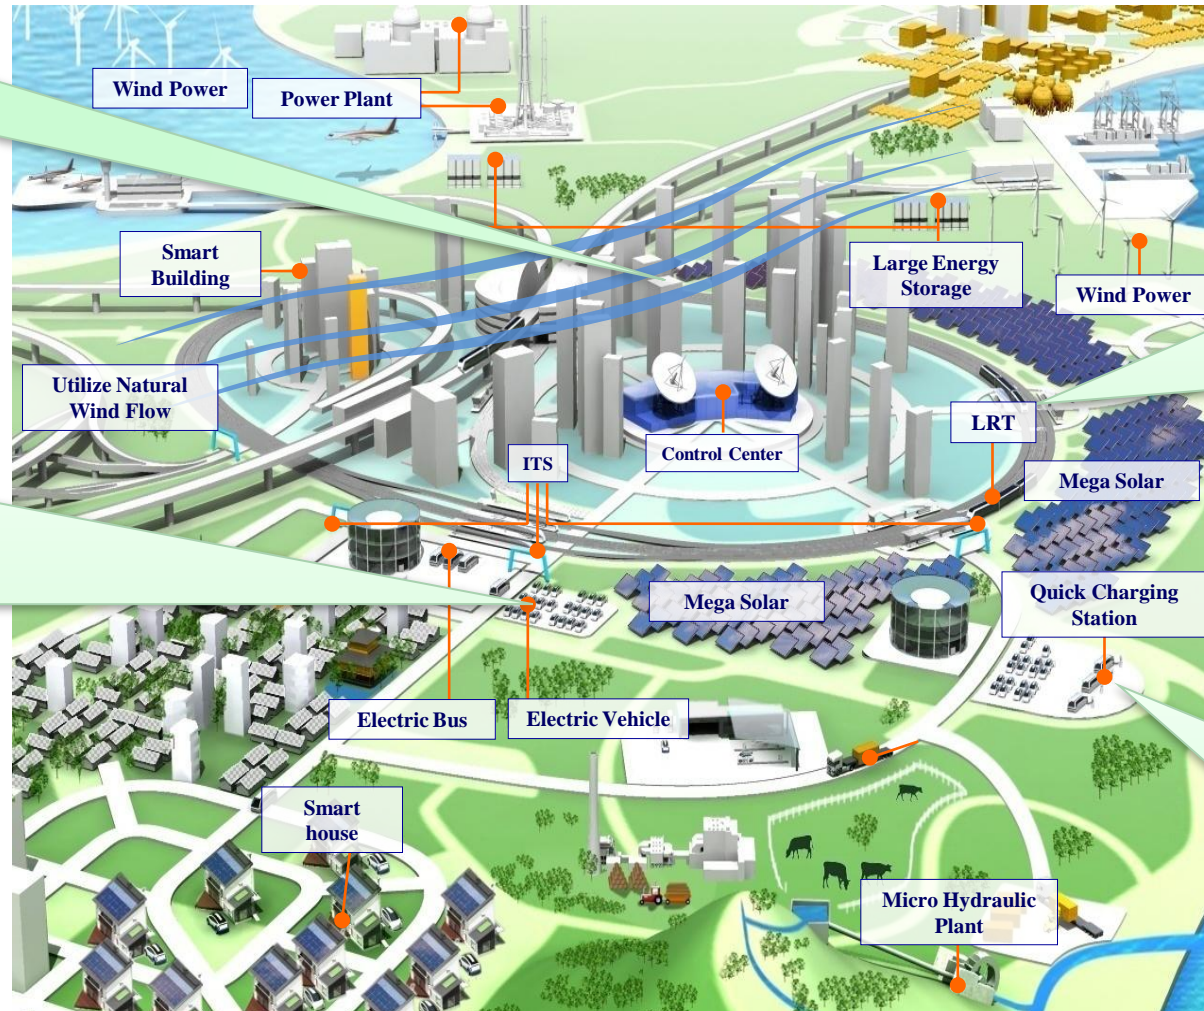 Wind Power
Power Plant
Smart
Building
Large Energy
Storage
Wind Power
Utilize Natural
Wind Flow
LRT
ITS
Control Center
Mega Solar
Mega Solar
Quick Charging
Station
Electric Bus
Electric Vehicle
Smart
house
Micro Hydraulic
Plant